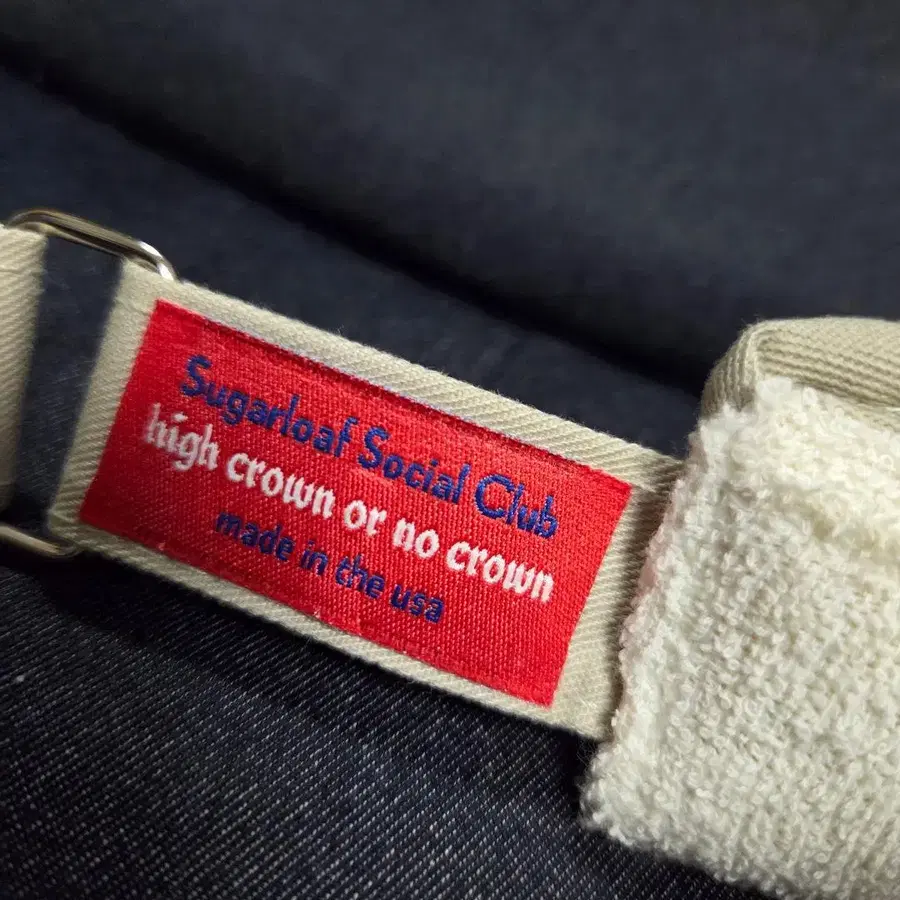 Sugarloaf Social Club
high crown or no crown
made in the usa